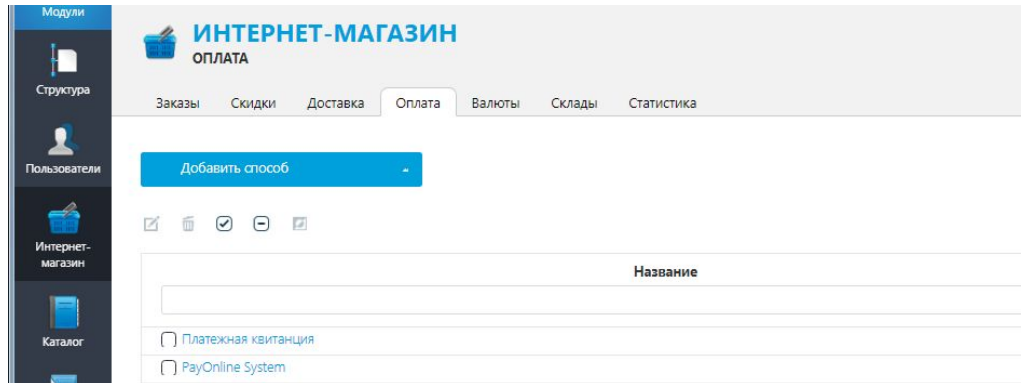 Модули
Структура
Пользователи
Интернет-
магазин
Каталог
ИНТЕРНЕТ-МАГАЗИН
ОПЛАТА
Заказы Скидки Доставка Оплата Валюты Склады Статистика
Добавить способ
Название
Платежная квитанция
PayOnline System